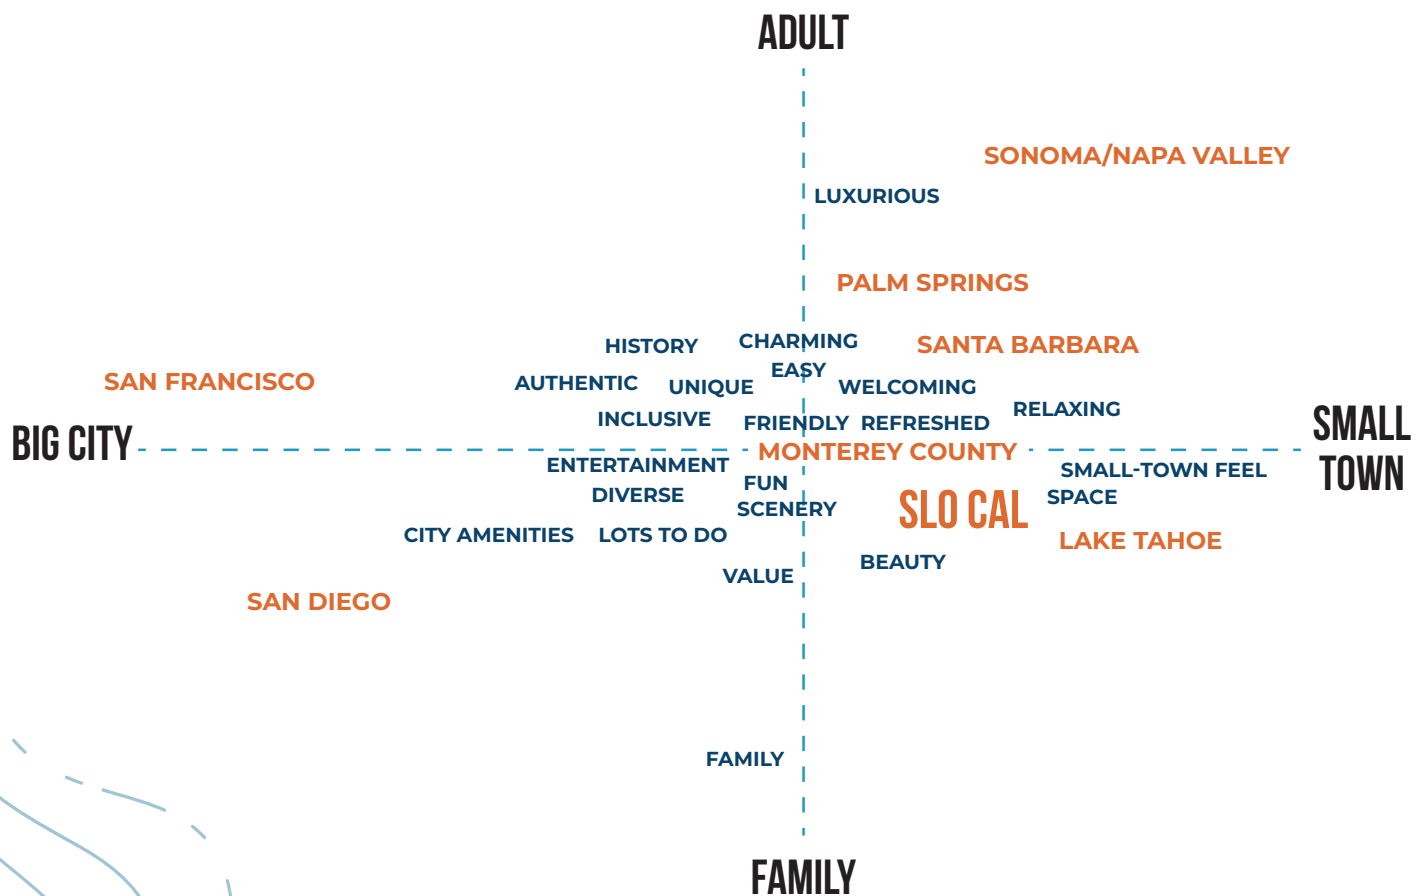 ADULT
SONOMA/NAPA VALLEY
LUXURIOUS
PALM SPRINGS
HISTORY
CHARMING
SANTA BARBARA
EASY
SAN FRANCISCO
AUTHENTIC
UNIQUE
WELCOMING
INCLUSIVE
FRIENDLY
REFRESHED
RELAXING
BIG CITY
MONTEREY COUNTY
SMALL
TOWN
ENTERTAINMENT
FUN
SMALL-TOWN FEEL
DIVERSE
SCENERY
SLO CAL
SPACE
CITY AMENITIES
LOTS TO DO
LAKE TAHOE
VALUE
BEAUTY
SAN DIEGO
FAMILY
FAMILY